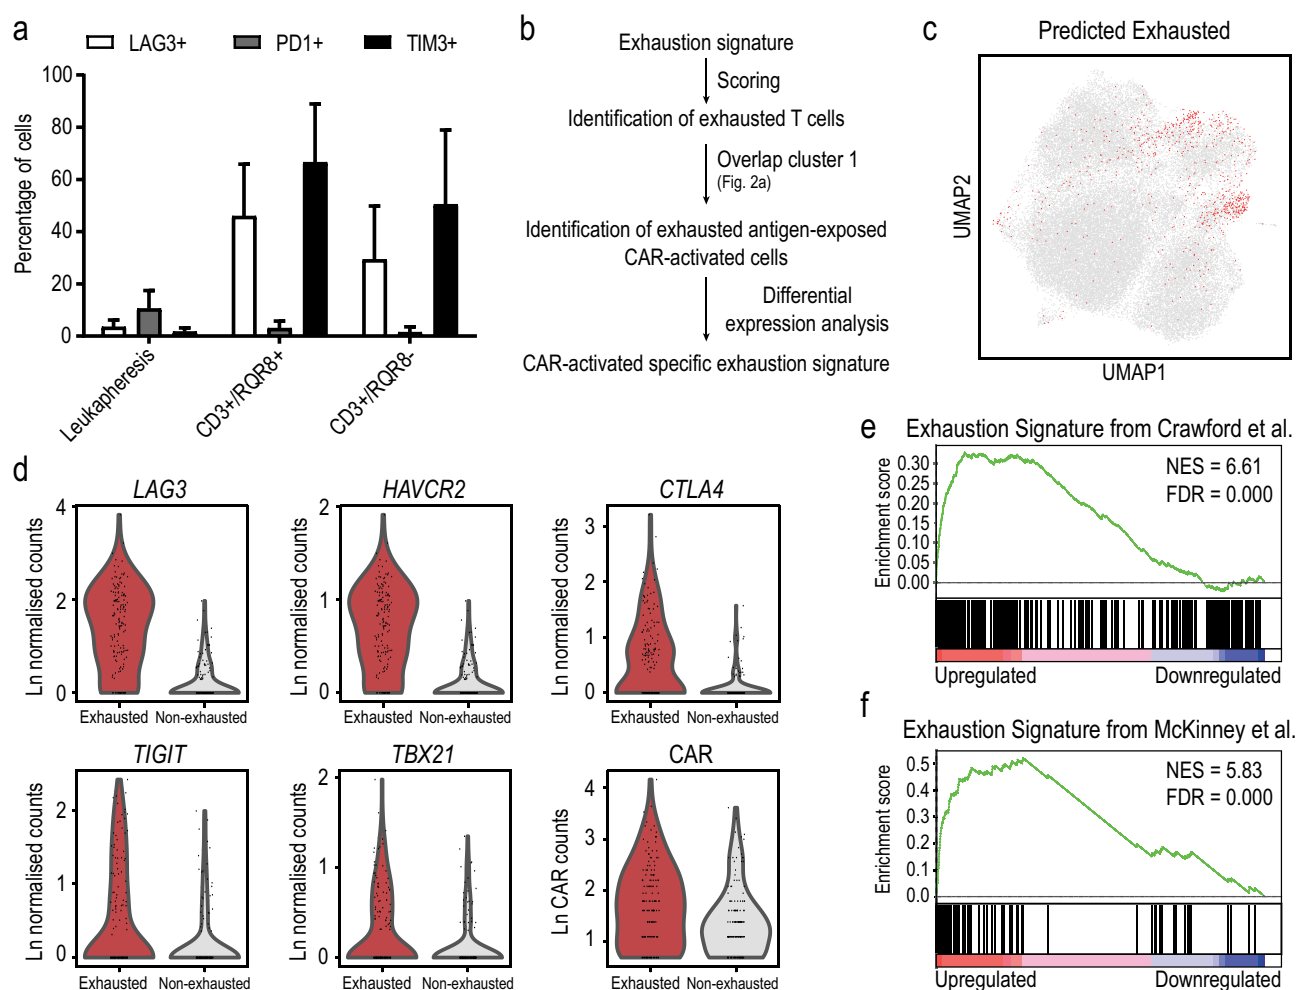 a
LAG3+ PD1+ TIM3+
Percentage of cells
100
80
60
40
20
0
Leukapheresis
CD3+/RQR8+
CD3+/RQR8-
b
Exhaustion signature
Scoring
Identification of exhausted T cells
Overlap cluster 1
(Fig. 2a)
Identification of exhausted antigen-exposed
CAR-activated cells
Differential
expression analysis
CAR-activated specific exhaustion signature
c
Predicted Exhausted
UMAP2
UMAP1
d
LAG3
Ln normalised counts
4
2
0
Exhausted Non-exhausted
HAVCR2
Ln normalised counts
2
1
0
Exhausted Non-exhausted
CTLA4
Ln normalised counts
3
2
1
0
Exhausted Non-exhausted
TIGIT
Ln normalised counts
2
1
0
Exhausted Non-exhausted
TBX21
Ln normalised counts
2
1
0
Exhausted Non-exhausted
CAR
Ln CAR counts
4
3
2
1
Exhausted Non-exhausted
e
Exhaustion Signature from Crawford et al.
Enrichment score
0.30
0.25
0.20
0.15
0.10
0.05
0.00
NES = 6.61
FDR = 0.000
Upregulated Downregulated
f
Exhaustion Signature from McKinney et al.
Enrichment score
0.5
0.4
0.3
0.2
0.1
0.0
NES = 5.83
FDR = 0.000
Upregulated Downregulated